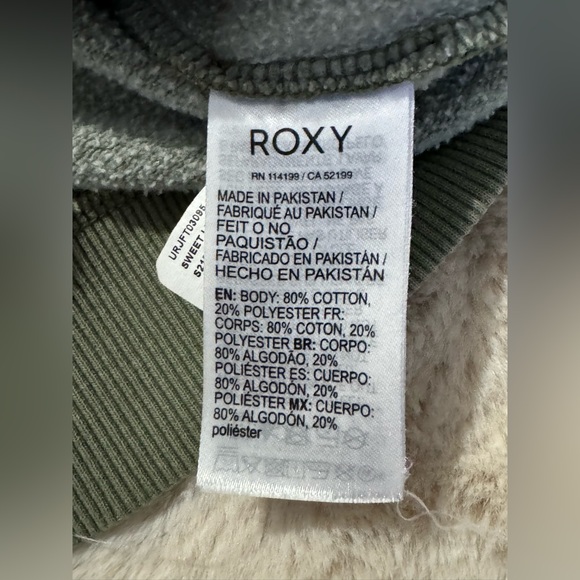 ROXY
RN 114199 / CA 52199
MADE IN PAKISTAN /
FABRIQUÉ AU PAKISTAN /
FEIT O NO
PAQUISTÃO /
FABRICADO EN PAKISTÁN /
HECHO EN PAKISTÁN
EN: BODY: 80% COTTON,
20% POLYESTER FR:
CORPS: 80% COTON, 20%
POLYESTER BR: CORPO:
80% ALGODÃO, 20%
POLIÉSTER ES: CUERPO:
80% ALGODÓN, 20%
POLIÉSTER MX: CUERPO:
80% ALGODÓN, 20%
poliéster
URJFT03085
SWEET